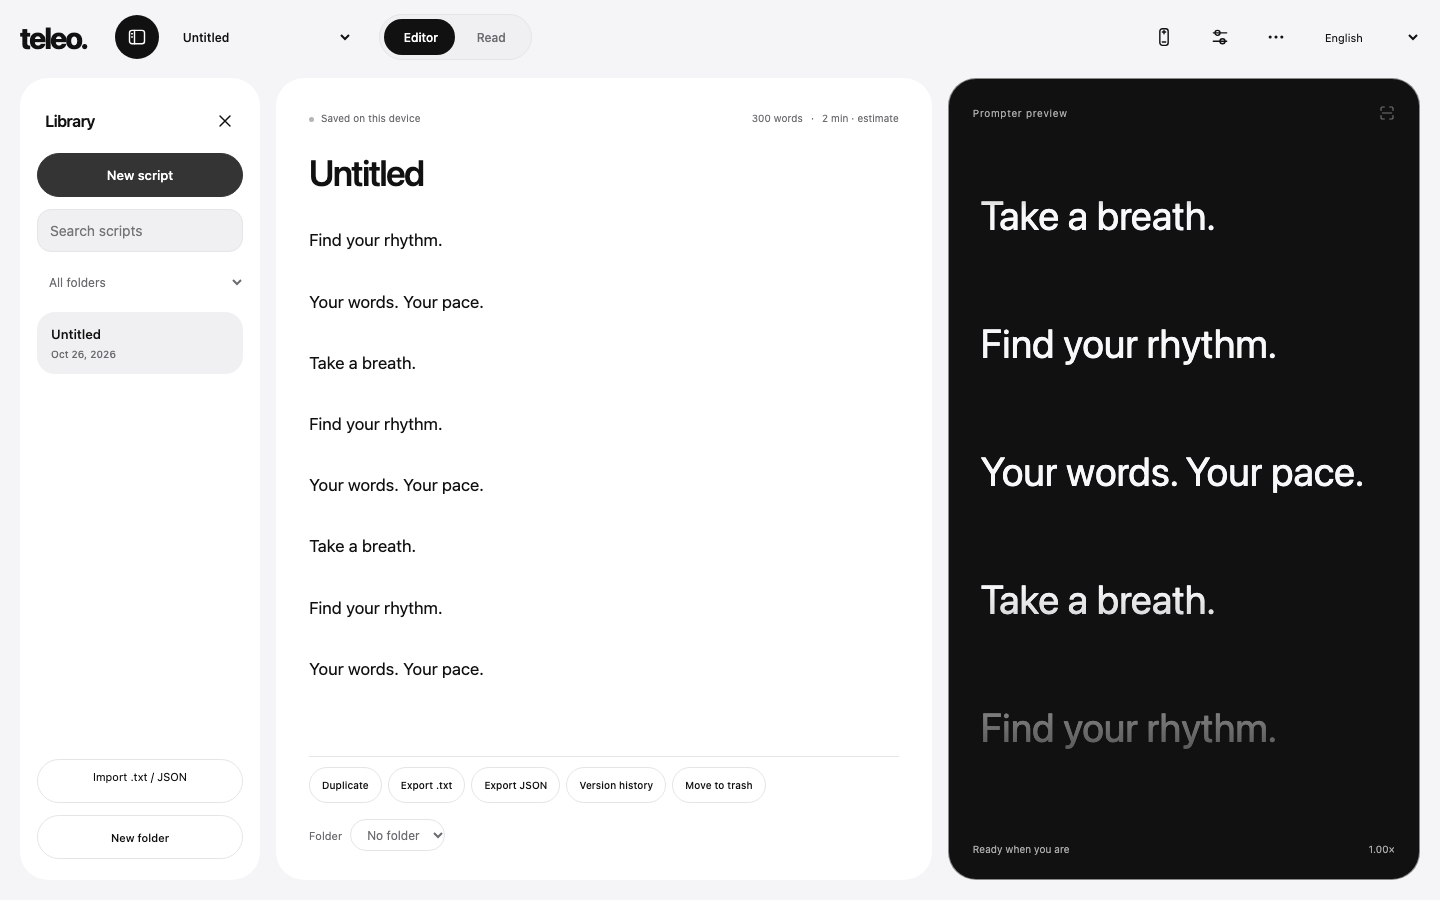 teleo.
Untitled
Editor
Read
English
Library
New script
Search scripts
All folders
Untitled
Oct 26, 2026
Import .txt / JSON
New folder
Saved on this device
300 words · 2 min · estimate
Untitled
Find your rhythm.
Your words. Your pace.
Take a breath.
Find your rhythm.
Your words. Your pace.
Take a breath.
Find your rhythm.
Your words. Your pace.
Duplicate
Export .txt
Export JSON
Version history
Move to trash
Folder
No folder
Prompter preview
Take a breath.
Find your rhythm.
Your words. Your pace.
Take a breath.
Find your rhythm.
Ready when you are
1.00×